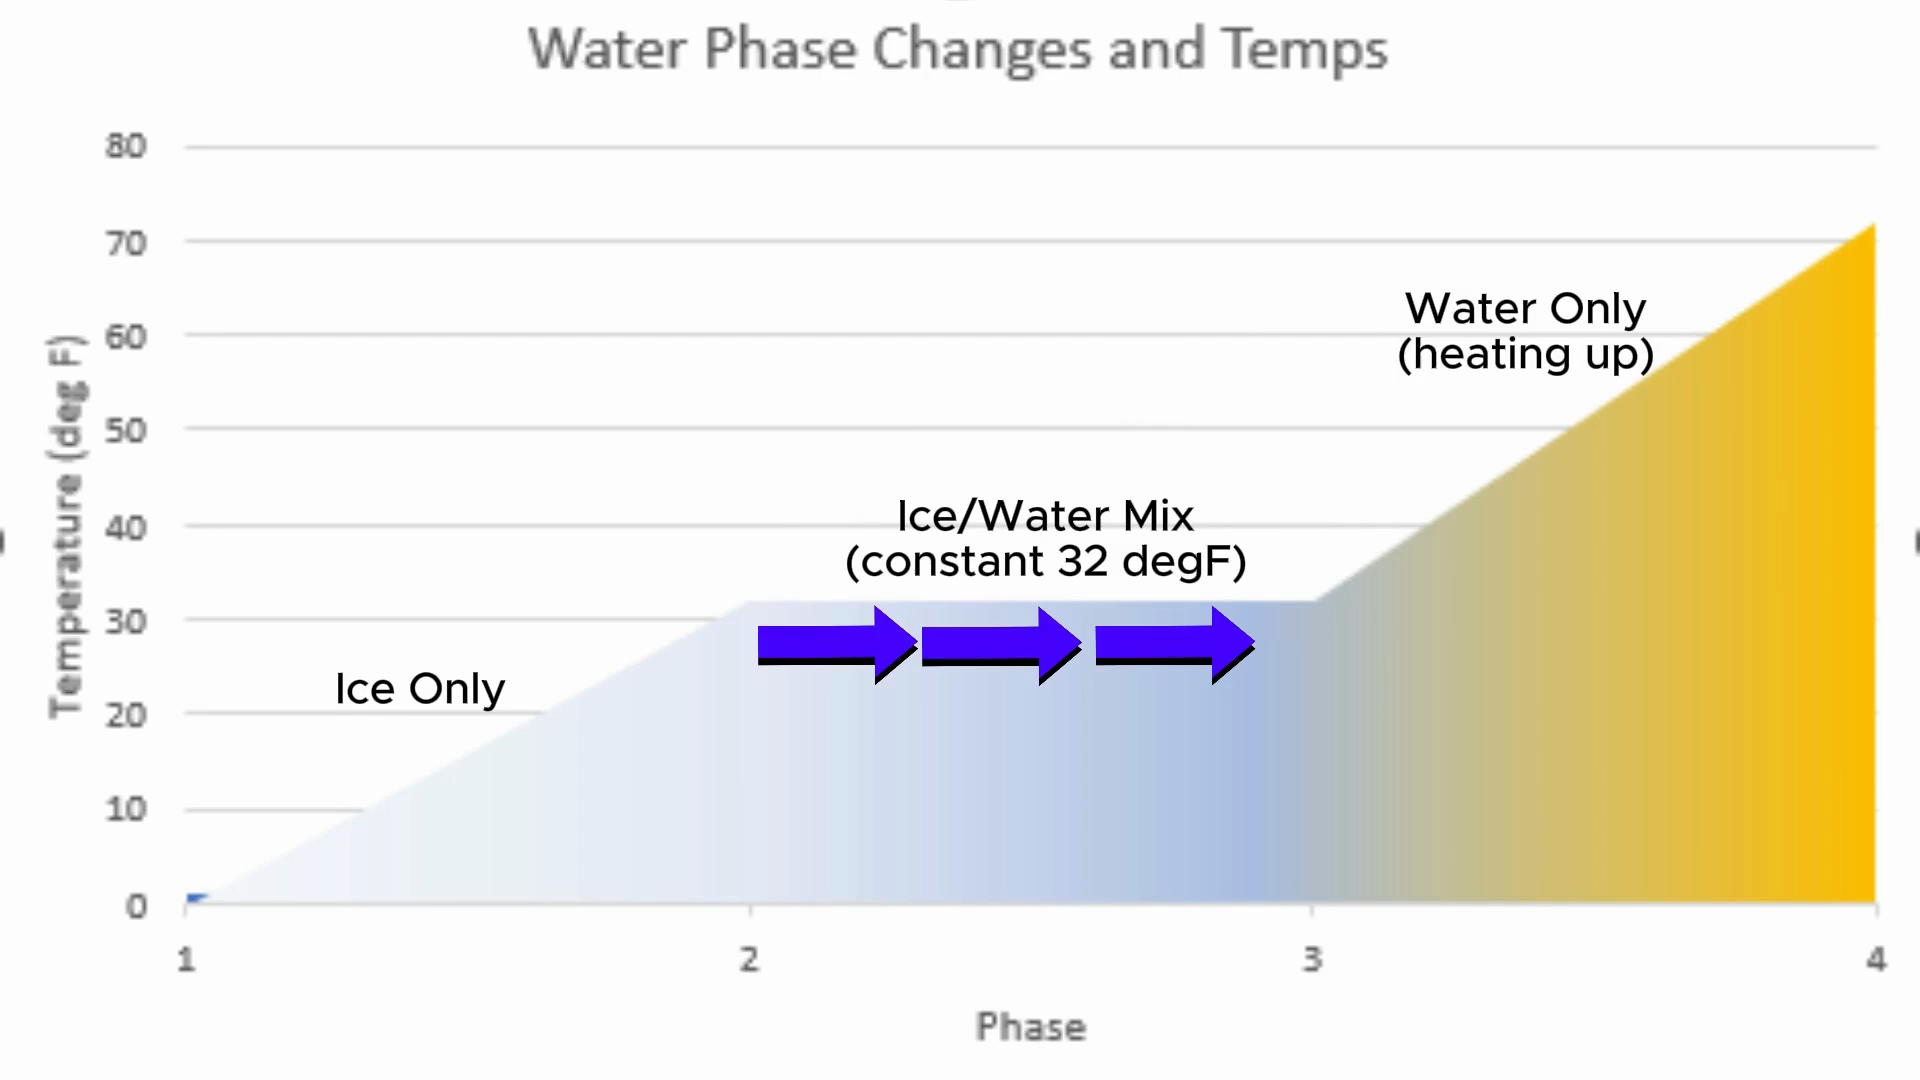 Water Phase Changes and Temps
80
70
60
50
40
30
20
10
0
Temperature (deg F)
Water Only
(heating up)
Ice/Water Mix
(constant 32 degF)
Ice Only
1 2 3 4
Phase